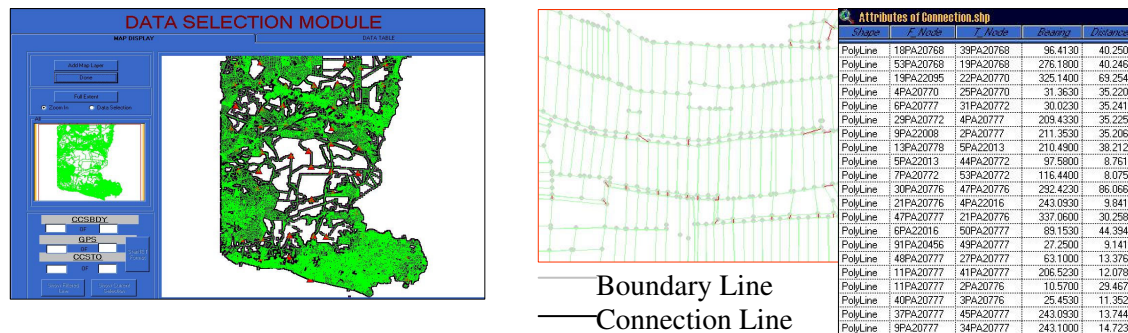 DATA SELECTION MODULE
MAP DISPLAY
DATA TABLE
Add Map Layer
Done
Full Extent
Zoom In
Data Selection
All
CCSBDY
OF
GPS
OF
CCSTO
OF
Attributes of Connection.shp
Shape F_Node T_Node Bearing Distance
PolyLine 18PA20768 39PA20768 96.4130 40.250
PolyLine 53PA20768 19PA20768 276.1800 40.246
PolyLine 19PA22095 22PA20770 325.1400 69.254
PolyLine 4PA20770 25PA20770 31.3630 35.220
PolyLine 6PA20777 31PA20772 30.0230 35.241
PolyLine 29PA20772 4PA20777 209.4330 35.225
PolyLine 9PA22008 2PA20777 211.3530 35.206
PolyLine 13PA20778 5PA22013 210.4900 38.212
PolyLine 5PA22013 44PA20772 97.5800 8.761
PolyLine 7PA20772 53PA20772 116.4400 8.075
PolyLine 30PA20776 47PA20776 292.4230 86.066
PolyLine 21PA20776 4PA22016 243.0930 9.841
PolyLine 47PA20777 21PA20776 337.0600 30.258
PolyLine 6PA22016 50PA20777 89.1530 44.394
PolyLine 91PA20456 49PA20777 27.2500 9.141
PolyLine 48PA20777 27PA20777 63.1000 13.376
PolyLine 11PA20777 41PA20777 206.5230 12.078
PolyLine 11PA20777 2PA20776 10.5700 29.467
PolyLine 40PA20777 3PA20776 25.4530 11.352
PolyLine 37PA20777 45PA20777 243.0930 13.744
PolyLine 9PA20777 34PA20777 243.1000 14.723
Boundary Line
Connection Line